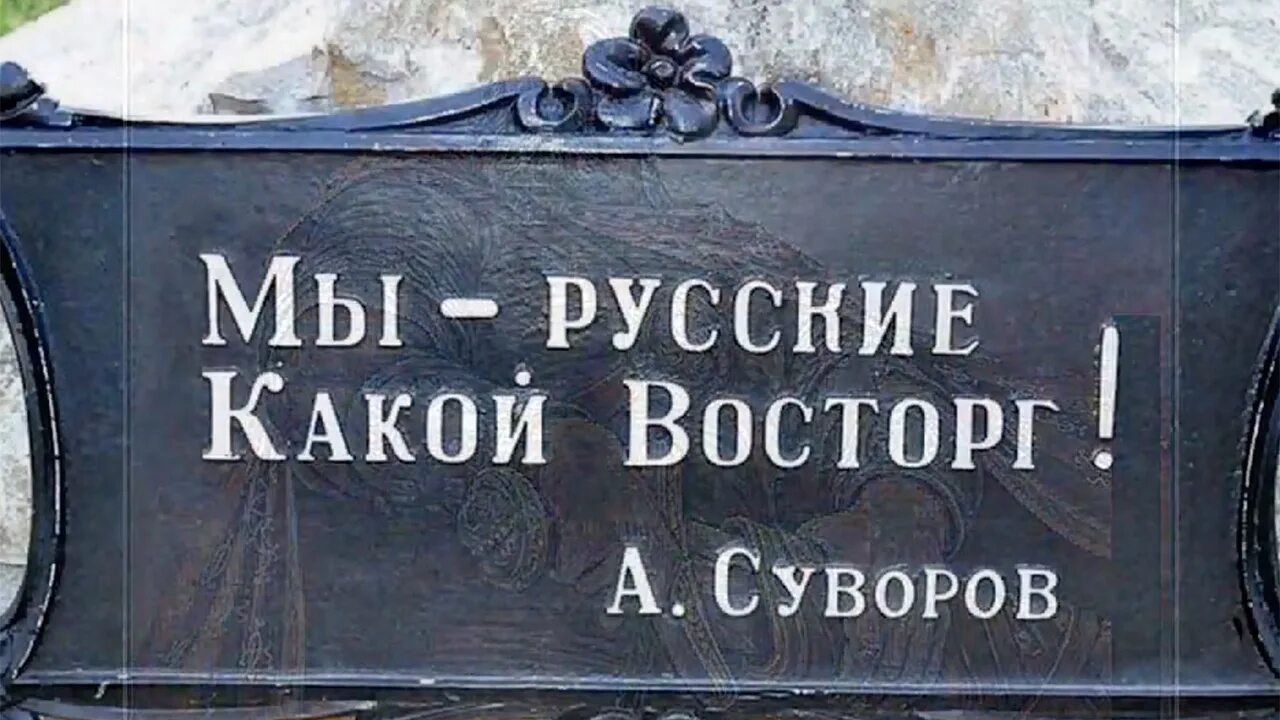 Мы - русские
Какой Восторг!
А. Суворов